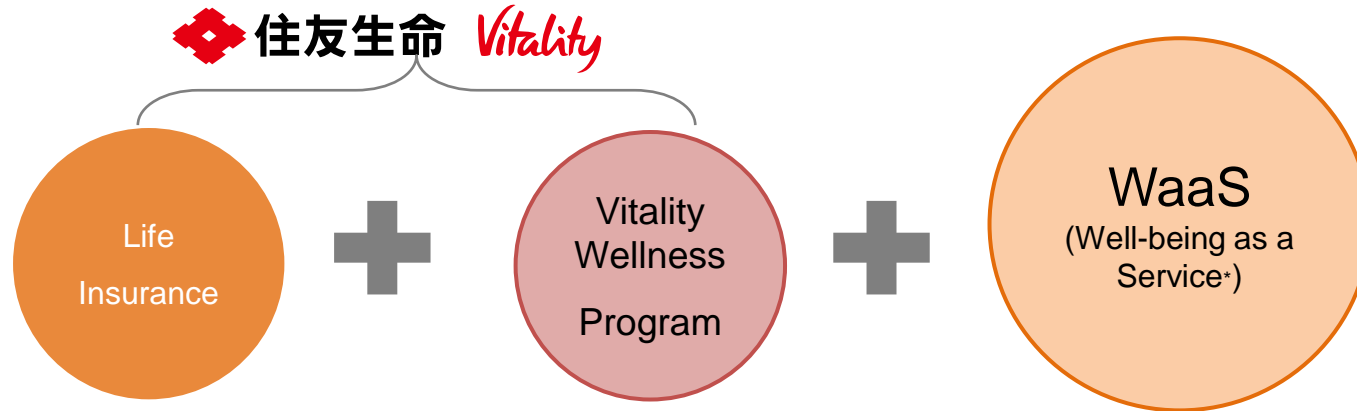 住友生命 Vitality
Life
Insurance
Vitality
Wellness
Program
WaaS
(Well-being as a
Service*)